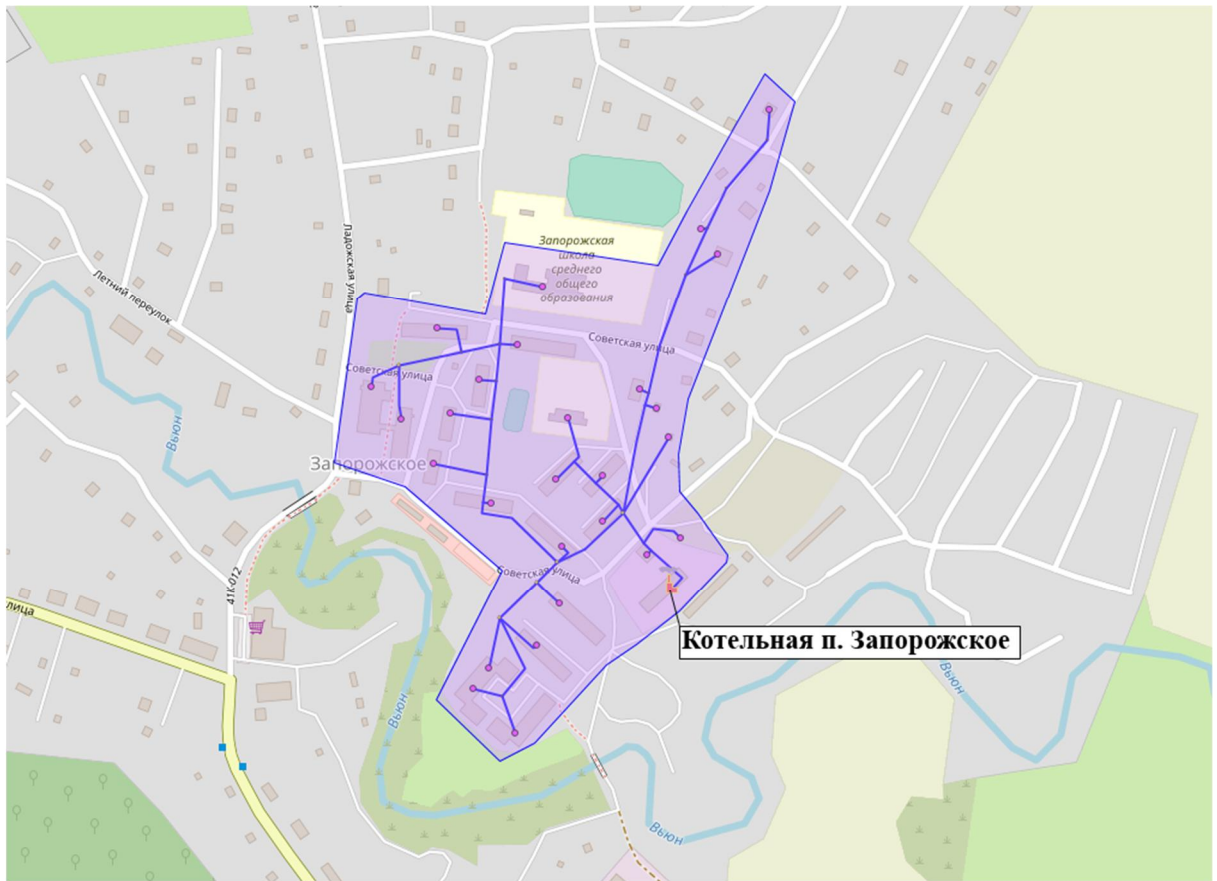 Запорожская
школа
среднего
общего
образования
Ладожская улица
Летний переулок
Советская улица
Советская улица
Вьюн
Запорожское
Советская улица
41К-012
улица
Котельная п. Запорожское
Вьюн
Вьюн
Вьюн